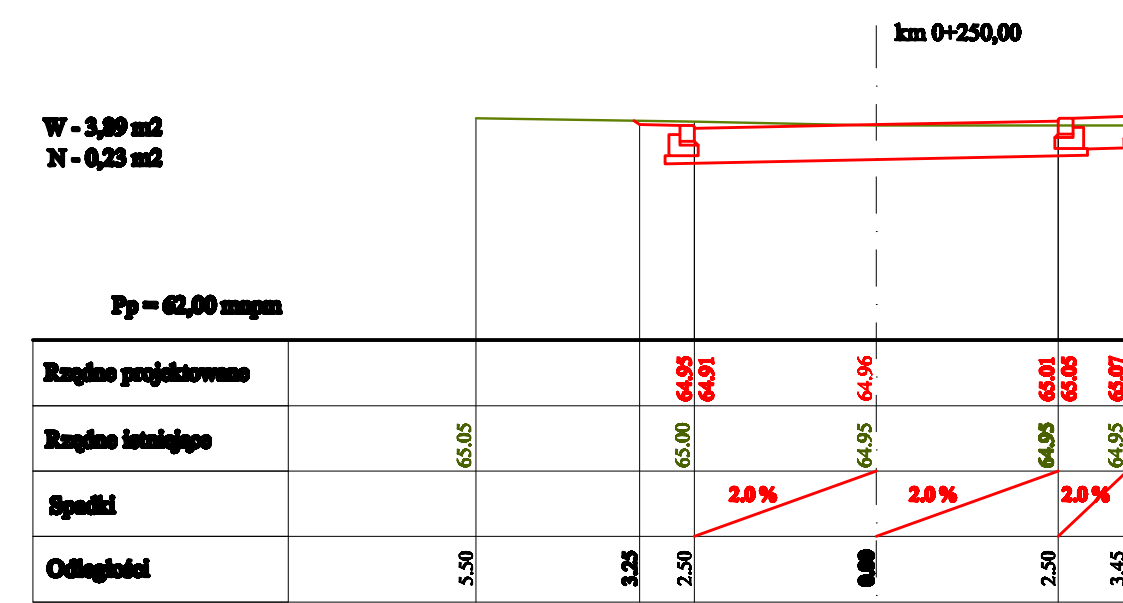 km 0+250,00
W - 3,89 m2
N - 0,23 m2
Pp = 62,00 mnpm
Rzędne projektowane 64.95 64.91 64.96 65.01 65.05 65.07
Rzędne istniejące 65.05 65.00 64.95 64.95 64.95
Spadki 2.0 % 2.0 % 2.0 %
Odległości 5.50 3.25 2.50 0.00 2.50 3.45